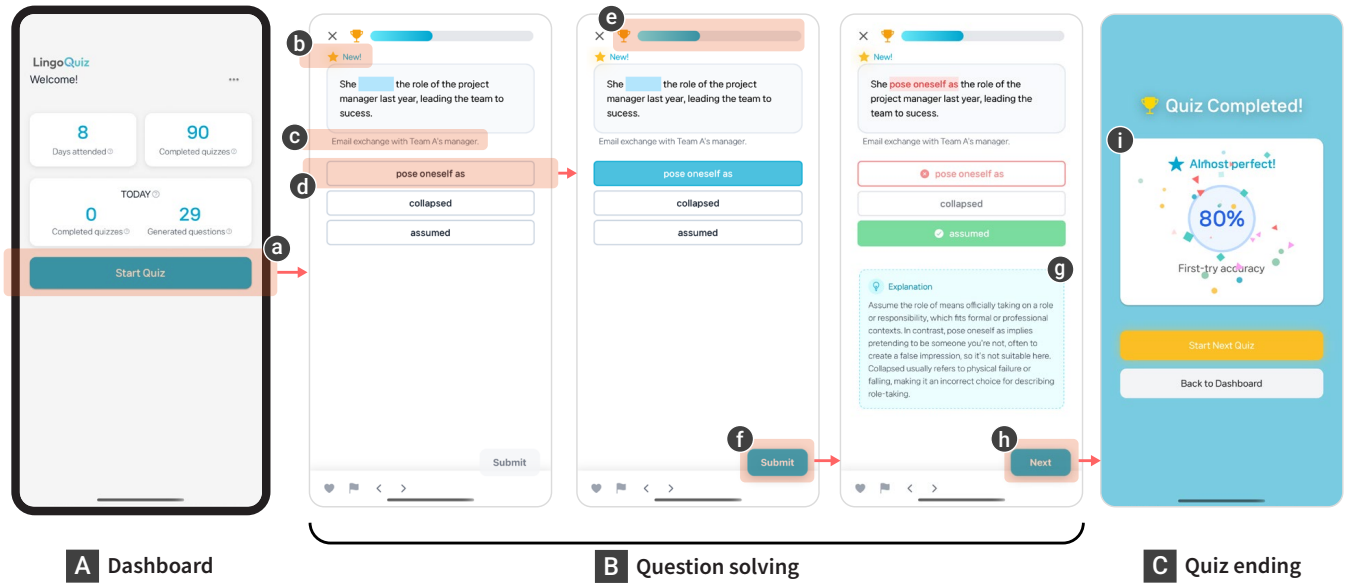 LingoQuiz
Welcome!
8
Days attended
90
Completed quizzes
TODAY
0
Completed quizzes
29
Generated questions
a
Start Quiz
b
New!
She the role of the project
manager last year, leading the team to
sucess.
c
Email exchange with Team A's manager.
d
pose oneself as
collapsed
assumed
Submit
e
New!
She the role of the project
manager last year, leading the team to
sucess.
Email exchange with Team A's manager.
pose oneself as
collapsed
assumed
f
Submit
New!
She pose oneself as the role of the
project manager last year, leading the
team to sucess.
Email exchange with Team A's manager.
pose oneself as
collapsed
assumed
g
Explanation
Assume the role of means officially taking on a role
or responsibility, which fits formal or professional
contexts. In contrast, pose oneself as implies
pretending to be someone you're not, often to
create a false impression, so it's not suitable here.
Collapsed usually refers to physical failure or
falling, making it an incorrect choice for describing
role-taking.
h
Next
Quiz Completed!
i
Almost perfect!
80%
First-try accuracy
Start Next Quiz
Back to Dashboard
A Dashboard
B Question solving
C Quiz ending